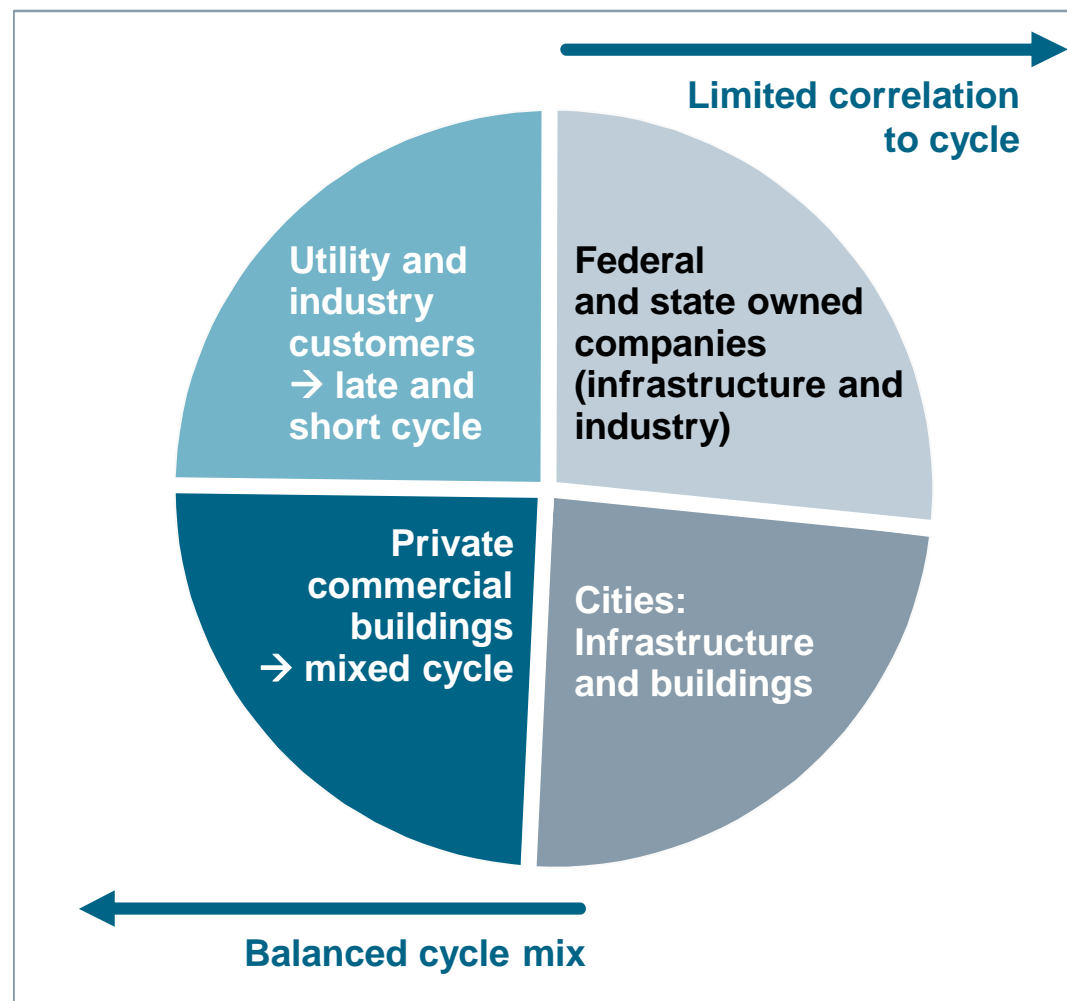 Limited correlation
to cycle
Utility and
industry
customers
→ late and
short cycle
Federal
and state owned
companies
(infrastructure and
industry)
Private
commercial
buildings
→ mixed cycle
Cities:
Infrastructure
and buildings
Balanced cycle mix